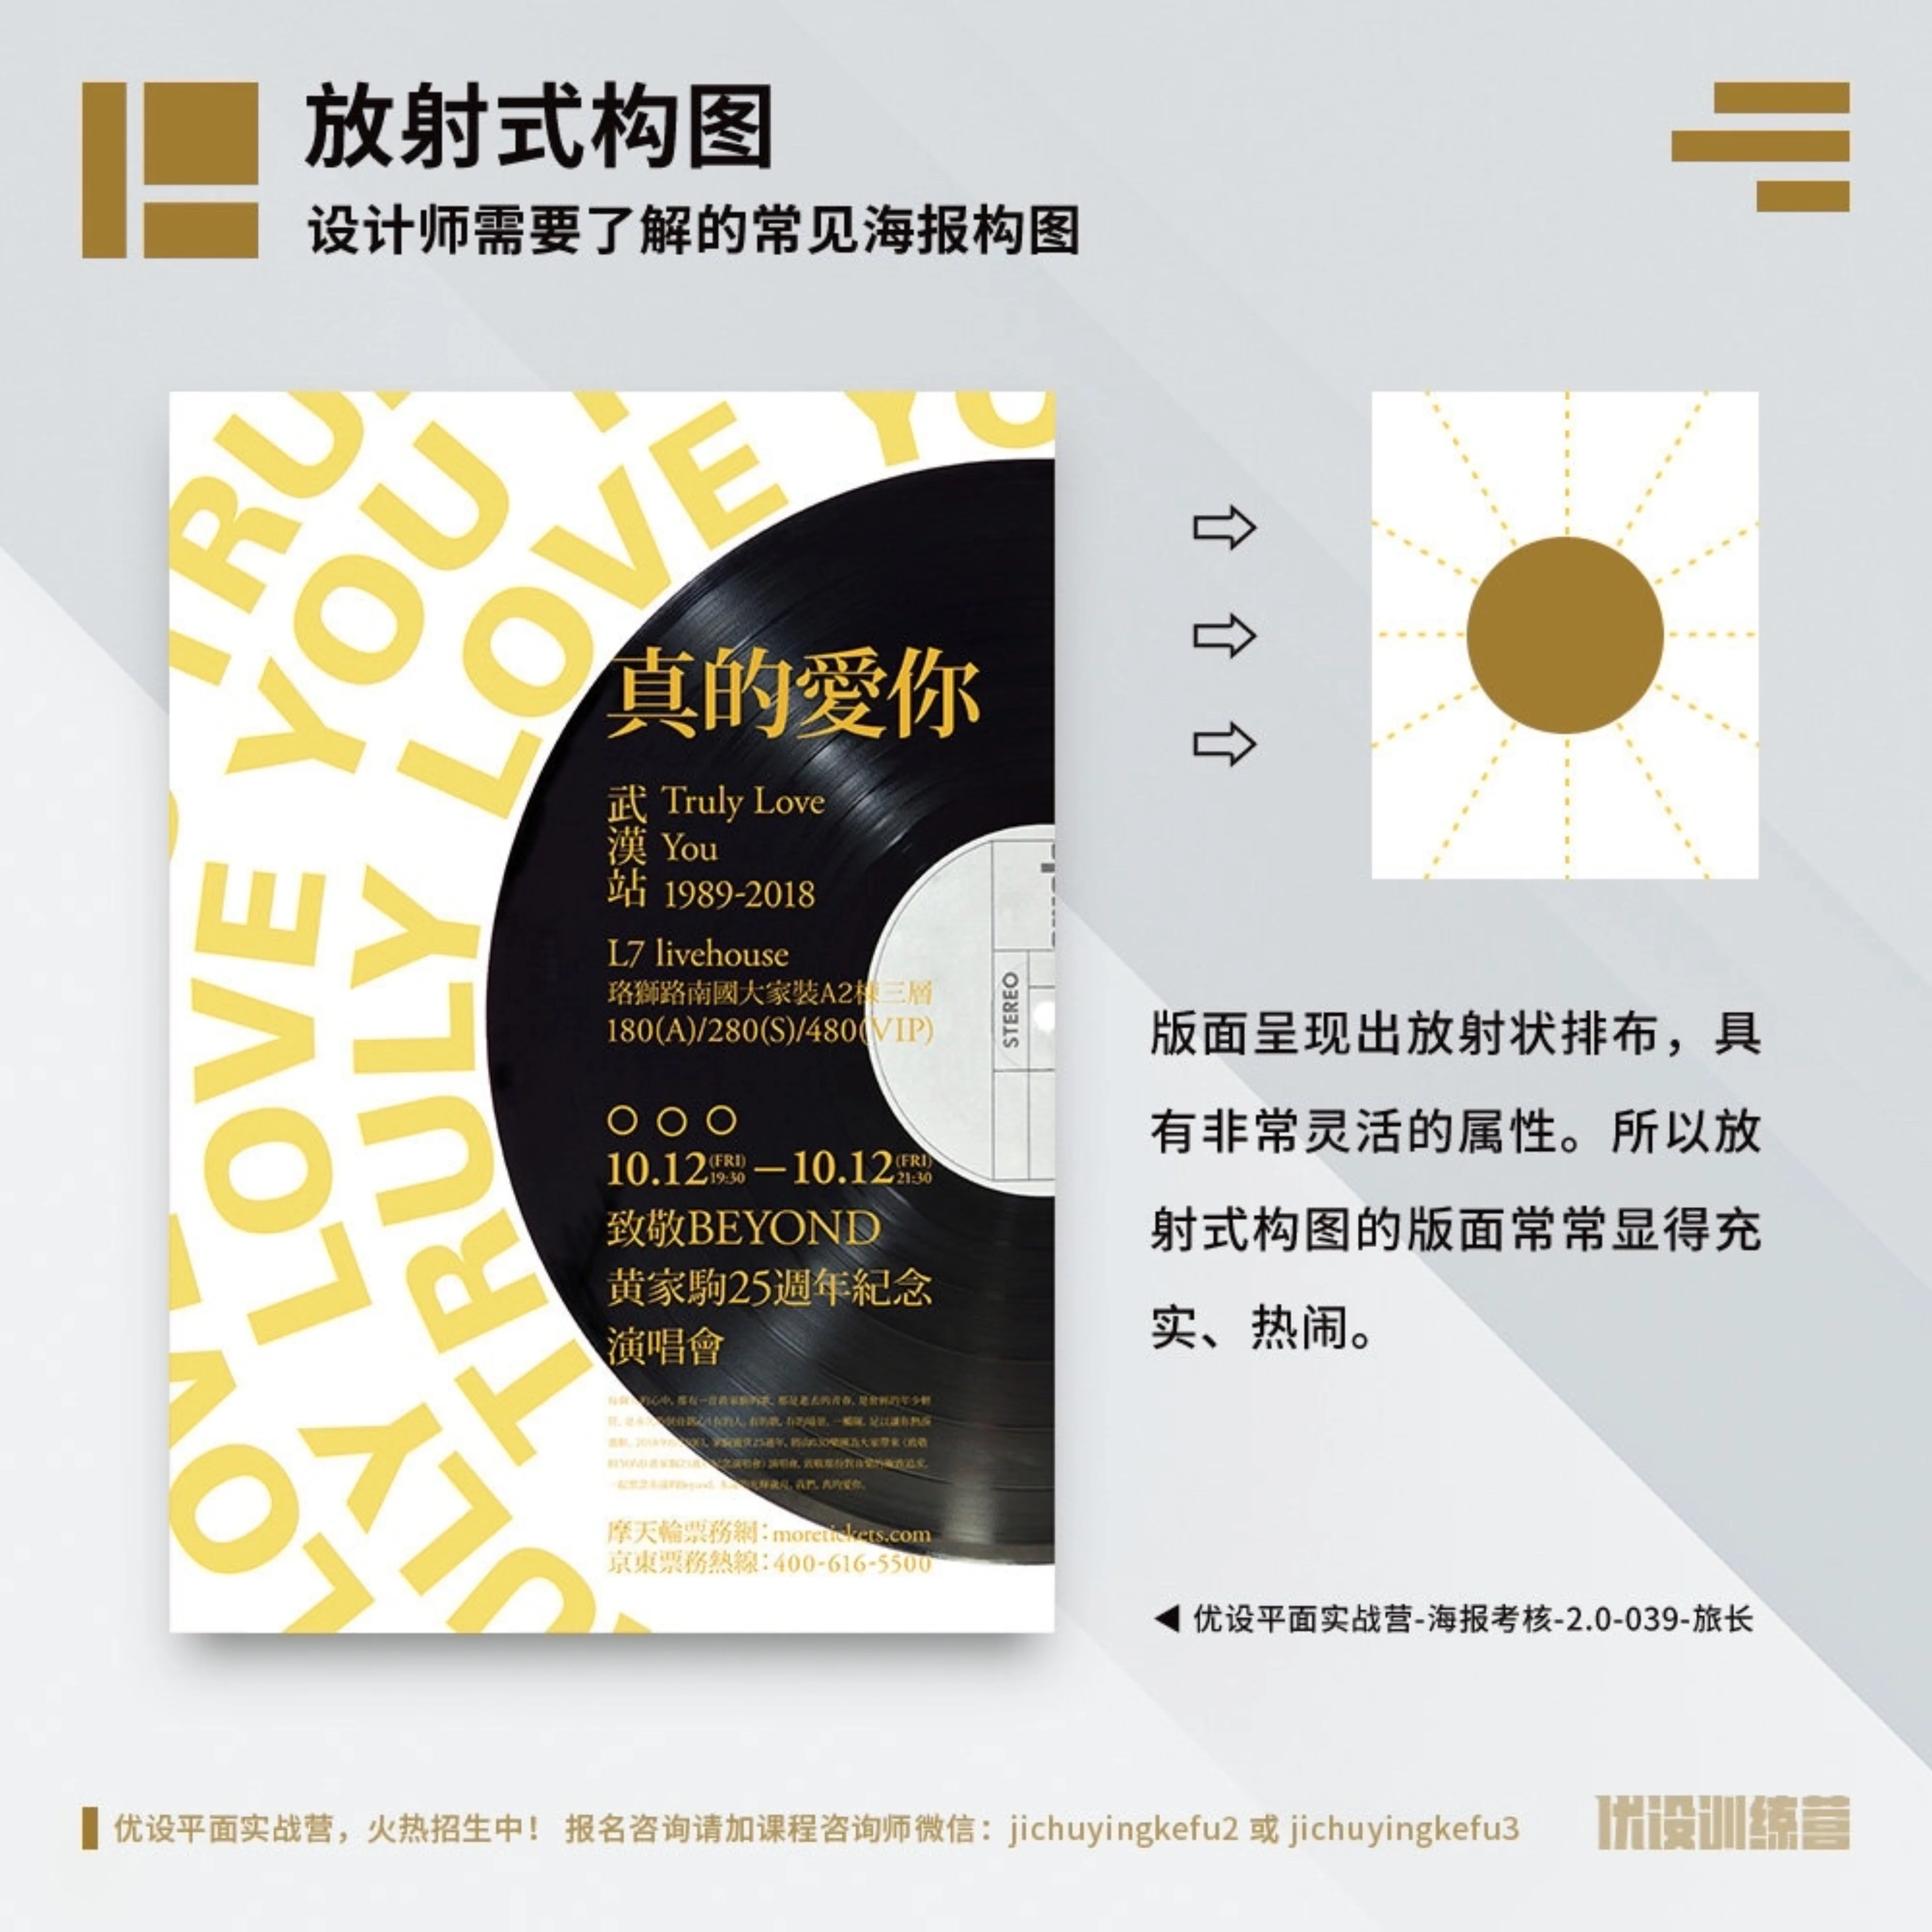 放射式构图
设计师需要了解的常见海报构图
TRU
YOU
LOVE YO
TRULY
LOVE
真的愛你
武漢站
Truly Love
You
1989-2018
L7 livehouse
珞獅路南國大家裝A2棟三層
180(A)/280(S)/480(VIP)
STEREO
10.12(FRI)19:30—10.12(FRI)21:30
致敬BEYOND
黄家駒25週年紀念
演唱會
摩天輪票務網：moretickets.com
京東票務熱線：400-616-5500
版面呈现出放射状排布，具
有非常灵活的属性。所以放
射式构图的版面常常显得充
实、热闹。
优设平面实战营-海报考核-2.0-039-旅长
优设平面实战营，火热招生中！ 报名咨询请加课程咨询师微信：jichuyingkefu2 或 jichuyingkefu3
优设训练营